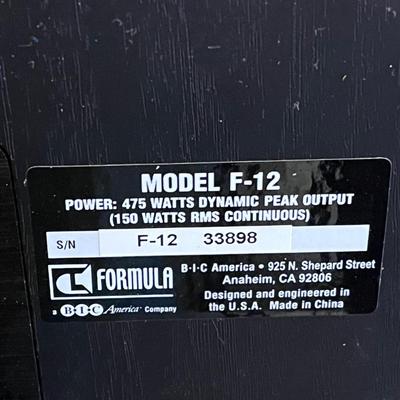 MODEL F-12
POWER: 475 WATTS DYNAMIC PEAK OUTPUT
(150 WATTS RMS CONTINUOUS)
S/N F-12 33898
FORMULA
a B·I·C America Company
B·I·C America • 925 N. Shepard Street
Anaheim, CA 92806
Designed and engineered in
the U.S.A. Made in China